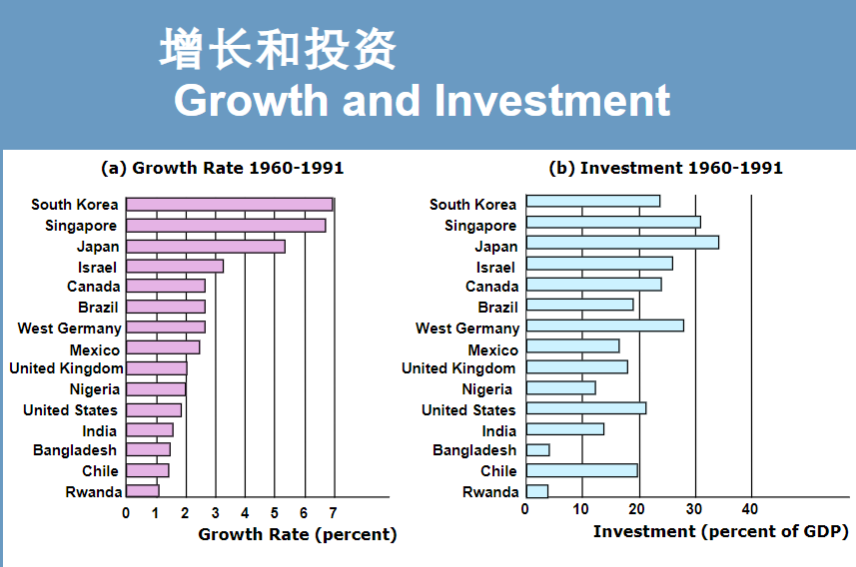 增长和投资
Growth and Investment
(a) Growth Rate 1960-1991
South Korea
Singapore
Japan
Israel
Canada
Brazil
West Germany
Mexico
United Kingdom
Nigeria
United States
India
Bangladesh
Chile
Rwanda
0 1 2 3 4 5 6 7
Growth Rate (percent)
(b) Investment 1960-1991
South Korea
Singapore
Japan
Israel
Canada
Brazil
West Germany
Mexico
United Kingdom
Nigeria
United States
India
Bangladesh
Chile
Rwanda
0 10 20 30 40
Investment (percent of GDP)